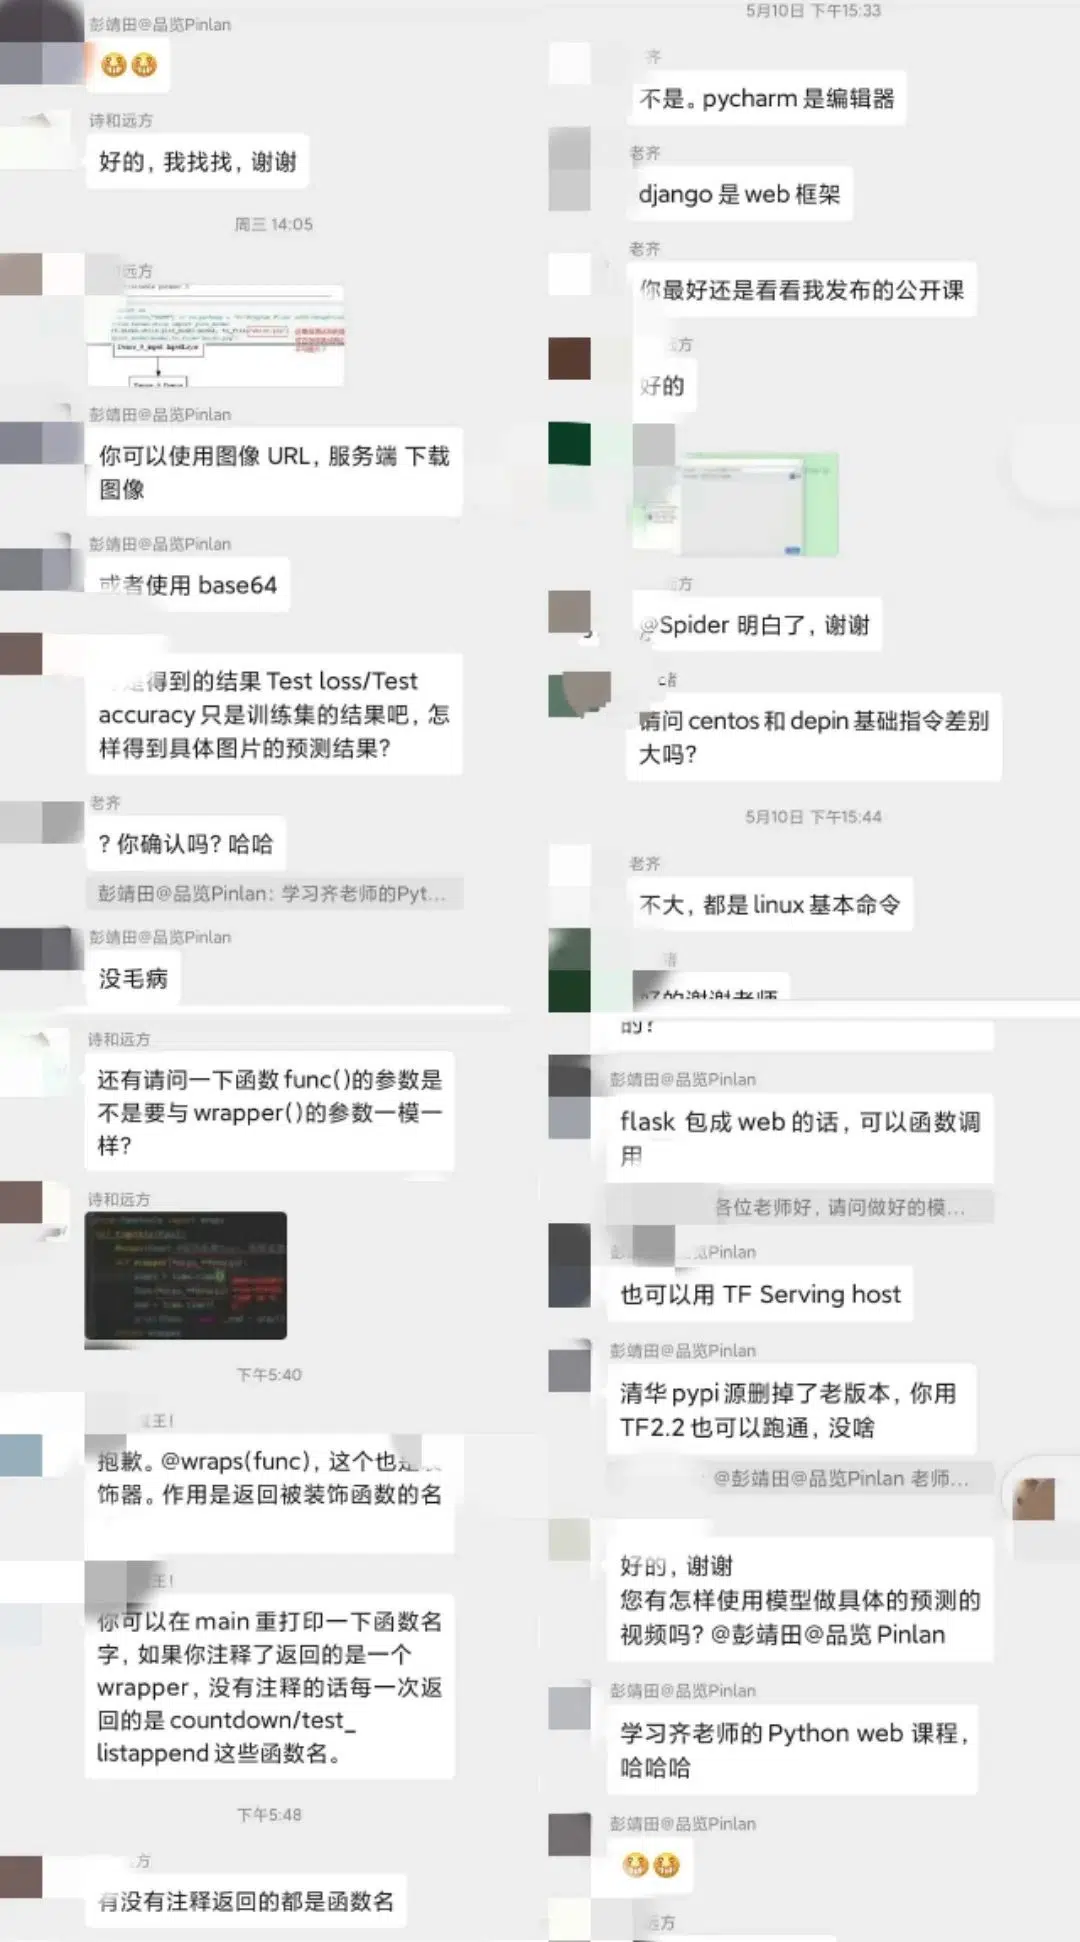 彭靖田@品览Pinlan
诗和远方
好的，我找找，谢谢
周三 14:05
远方
彭靖田@品览Pinlan
你可以使用图像 URL，服务端 下载
图像
彭靖田@品览Pinlan
或者使用 base64
得到的结果 Test loss/Test
accuracy 只是训练集的结果吧，怎
样得到具体图片的预测结果？
老齐
？你确认吗？哈哈
彭靖田@品览Pinlan：学习齐老师的Pyt...
彭靖田@品览Pinlan
没毛病
诗和远方
还有请问一下函数 func()的参数是
不是要与 wrapper()的参数一模一
样？
诗和远方
下午5:40
王！
抱歉。@wraps(func)，这个也是装
饰器。作用是返回被装饰函数的名
王！
你可以在 main 重打印一下函数名
字，如果你注释了返回的是一个
wrapper，没有注释的话每一次返
回的是 countdown/test_
listappend 这些函数名。
下午5:48
方
有没有注释返回的都是函数名
5月10日 下午15:33
齐
不是。pycharm 是编辑器
老齐
django 是 web 框架
老齐
你最好还是看看我发布的公开课
方
好的
方
@Spider 明白了，谢谢
请问 centos 和 depin 基础指令差别
大吗？
5月10日 下午15:44
老齐
不大，都是 linux 基本命令
好的谢谢老师
的？
彭靖田@品览Pinlan
flask 包成 web 的话，可以函数调
用
各位老师好，请问做好的模...
彭 览Pinlan
也可以用 TF Serving host
彭靖田@品览Pinlan
清华 pypi 源删掉了老版本，你用
TF2.2 也可以跑通，没啥
@彭靖田@品览Pinlan 老师...
好的，谢谢
您有怎样使用模型做具体的预测的
视频吗？@彭靖田@品览 Pinlan
彭靖田@品览Pinlan
学习齐老师的 Python web 课程，
哈哈哈
彭靖田@品览Pinlan
远方